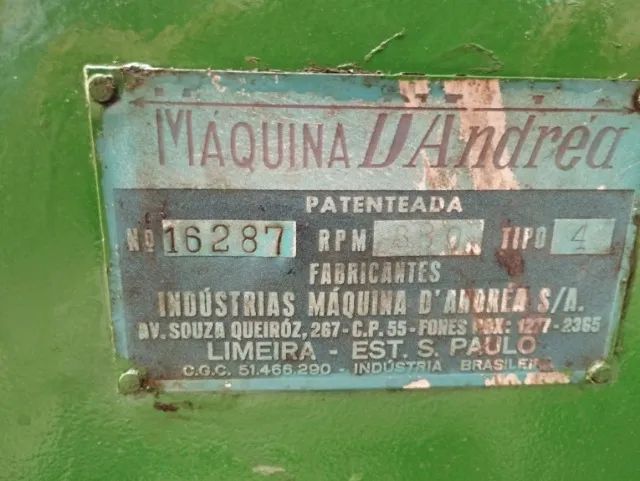 MÁQUINA D'Andréa
PATENTEADA
NO 16287 RPM TIPO 4
FABRICANTES
INDÚSTRIAS MÁQUINA D'ANDRÉA S/A.
AV. SOUZA QUEIRÓZ, 267 - C.P. 55 - FONES PBX: 1277 - 2365
LIMEIRA - EST. S. PAULO
C.G.C. 51.466.290 - INDÚSTRIA BRASILEIRA